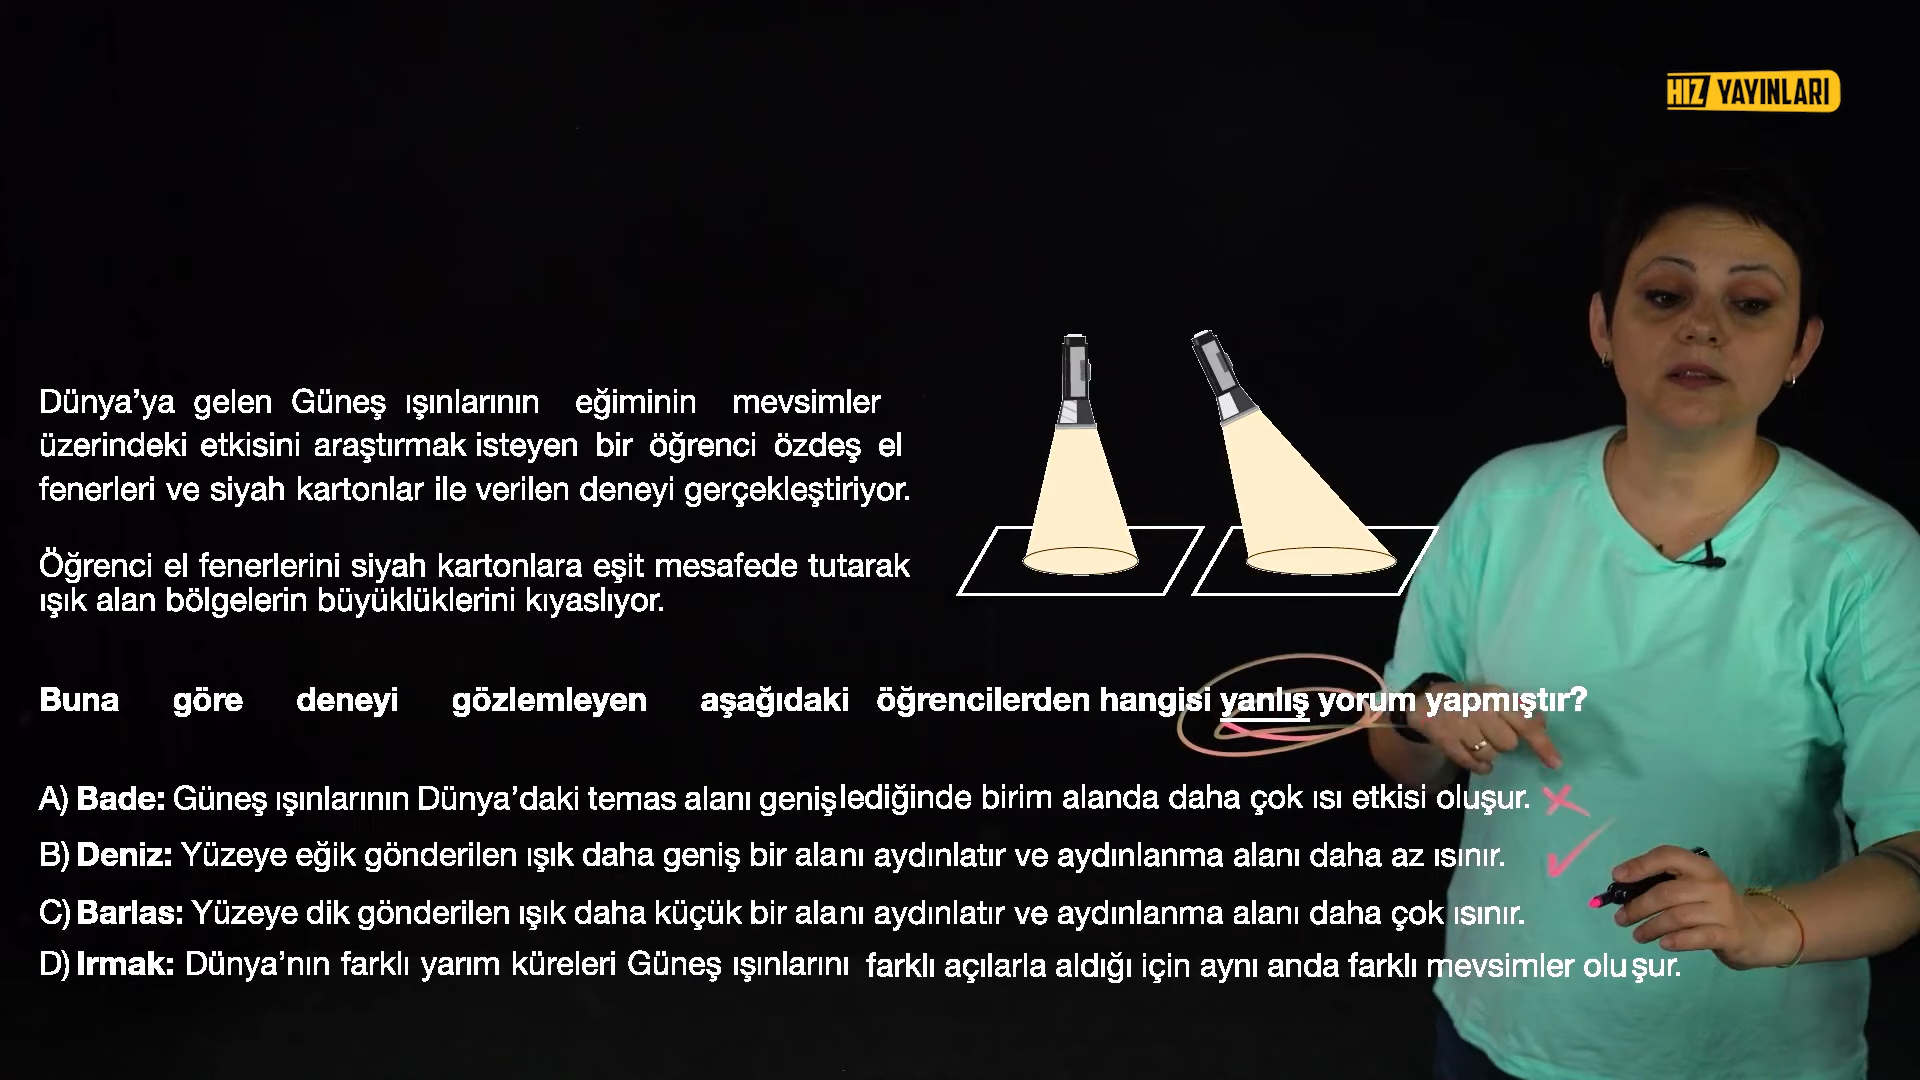 HIZ YAYINLARI
Dünya'ya gelen Güneş ışınlarının eğiminin mevsimler
üzerindeki etkisini araştırmak isteyen bir öğrenci özdeş el
fenerleri ve siyah kartonlar ile verilen deneyi gerçekleştiriyor.
Öğrenci el fenerlerini siyah kartonlara eşit mesafede tutarak
ışık alan bölgelerin büyüklüklerini kıyaslıyor.
Buna göre deneyi gözlemleyen aşağıdaki öğrencilerden hangisi yanlış yorum yapmıştır?
A) Bade: Güneş ışınlarının Dünya'daki temas alanı genişlediğinde birim alanda daha çok ısı etkisi oluşur.
B) Deniz: Yüzeye eğik gönderilen ışık daha geniş bir alanı aydınlatır ve aydınlanma alanı daha az ısınır.
C) Barlas: Yüzeye dik gönderilen ışık daha küçük bir alanı aydınlatır ve aydınlanma alanı daha çok ısınır.
D) Irmak: Dünya'nın farklı yarım küreleri Güneş ışınlarını farklı açılarla aldığı için aynı anda farklı mevsimler oluşur.